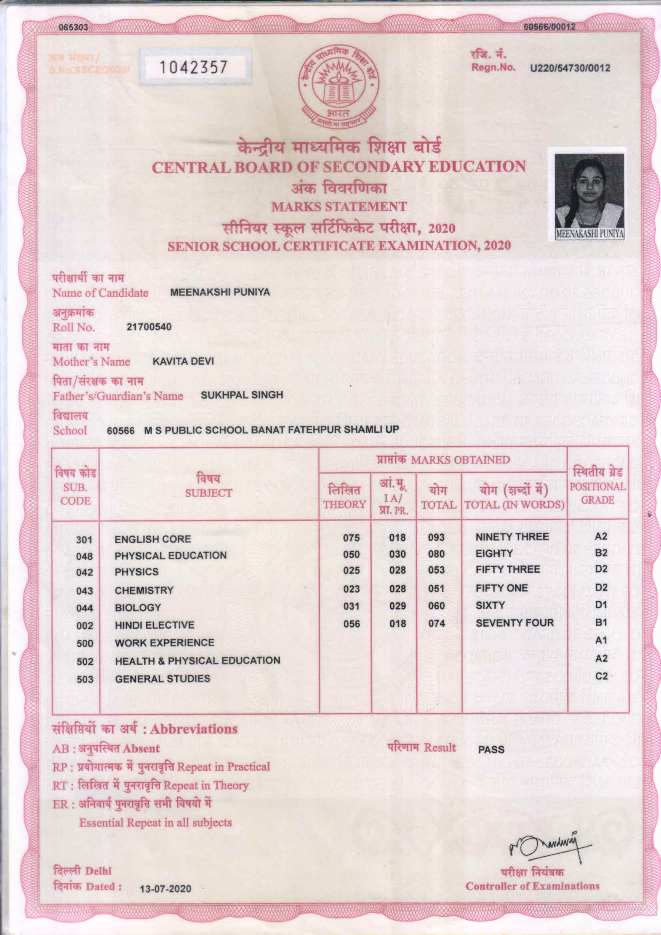 065303
60566/00012
1042357
रजि. नं.
Regn.No. U220/54730/0012
केन्द्रीय माध्यमिक शिक्षा बोर्ड
भारत
केन्द्रीय माध्यमिक शिक्षा बोर्ड
CENTRAL BOARD OF SECONDARY EDUCATION
अंक विवरणिका
MARKS STATEMENT
सीनियर स्कूल सर्टिफिकेट परीक्षा, 2020
SENIOR SCHOOL CERTIFICATE EXAMINATION, 2020
MEENAKASHI PUNIYA
परीक्षार्थी का नाम
Name of Candidate MEENAKSHI PUNIYA
अनुक्रमांक
Roll No. 21700540
माता का नाम
Mother's Name KAVITA DEVI
पिता/संरक्षक का नाम
Father's/Guardian's Name SUKHPAL SINGH
विद्यालय
School 60566 M S PUBLIC SCHOOL BANAT FATEHPUR SHAMLI UP
विषय कोड SUB. CODE
विषय SUBJECT
प्राप्तांक MARKS OBTAINED
लिखित THEORY
आं.मू. IA/ प्रा. PR.
योग TOTAL
योग (शब्दों में) TOTAL (IN WORDS)
स्थितीय ग्रेड POSITIONAL GRADE
301 ENGLISH CORE 075 018 093 NINETY THREE A2
048 PHYSICAL EDUCATION 050 030 080 EIGHTY B2
042 PHYSICS 025 028 053 FIFTY THREE D2
043 CHEMISTRY 023 028 051 FIFTY ONE D2
044 BIOLOGY 031 029 060 SIXTY D1
002 HINDI ELECTIVE 056 018 074 SEVENTY FOUR B1
500 WORK EXPERIENCE A1
502 HEALTH & PHYSICAL EDUCATION A2
503 GENERAL STUDIES C2
संक्षिप्तियों का अर्थ : Abbreviations
AB : अनुपस्थित Absent
परिणाम Result PASS
RP : प्रयोगात्मक में पुनरावृत्ति Repeat in Practical
RT : लिखित में पुनरावृत्ति Repeat in Theory
ER : अनिवार्य पुनरावृत्ति सभी विषयो में
Essential Repeat in all subjects
दिल्ली Delhi
दिनांक Dated : 13-07-2020
परीक्षा नियंत्रक
Controller of Examinations